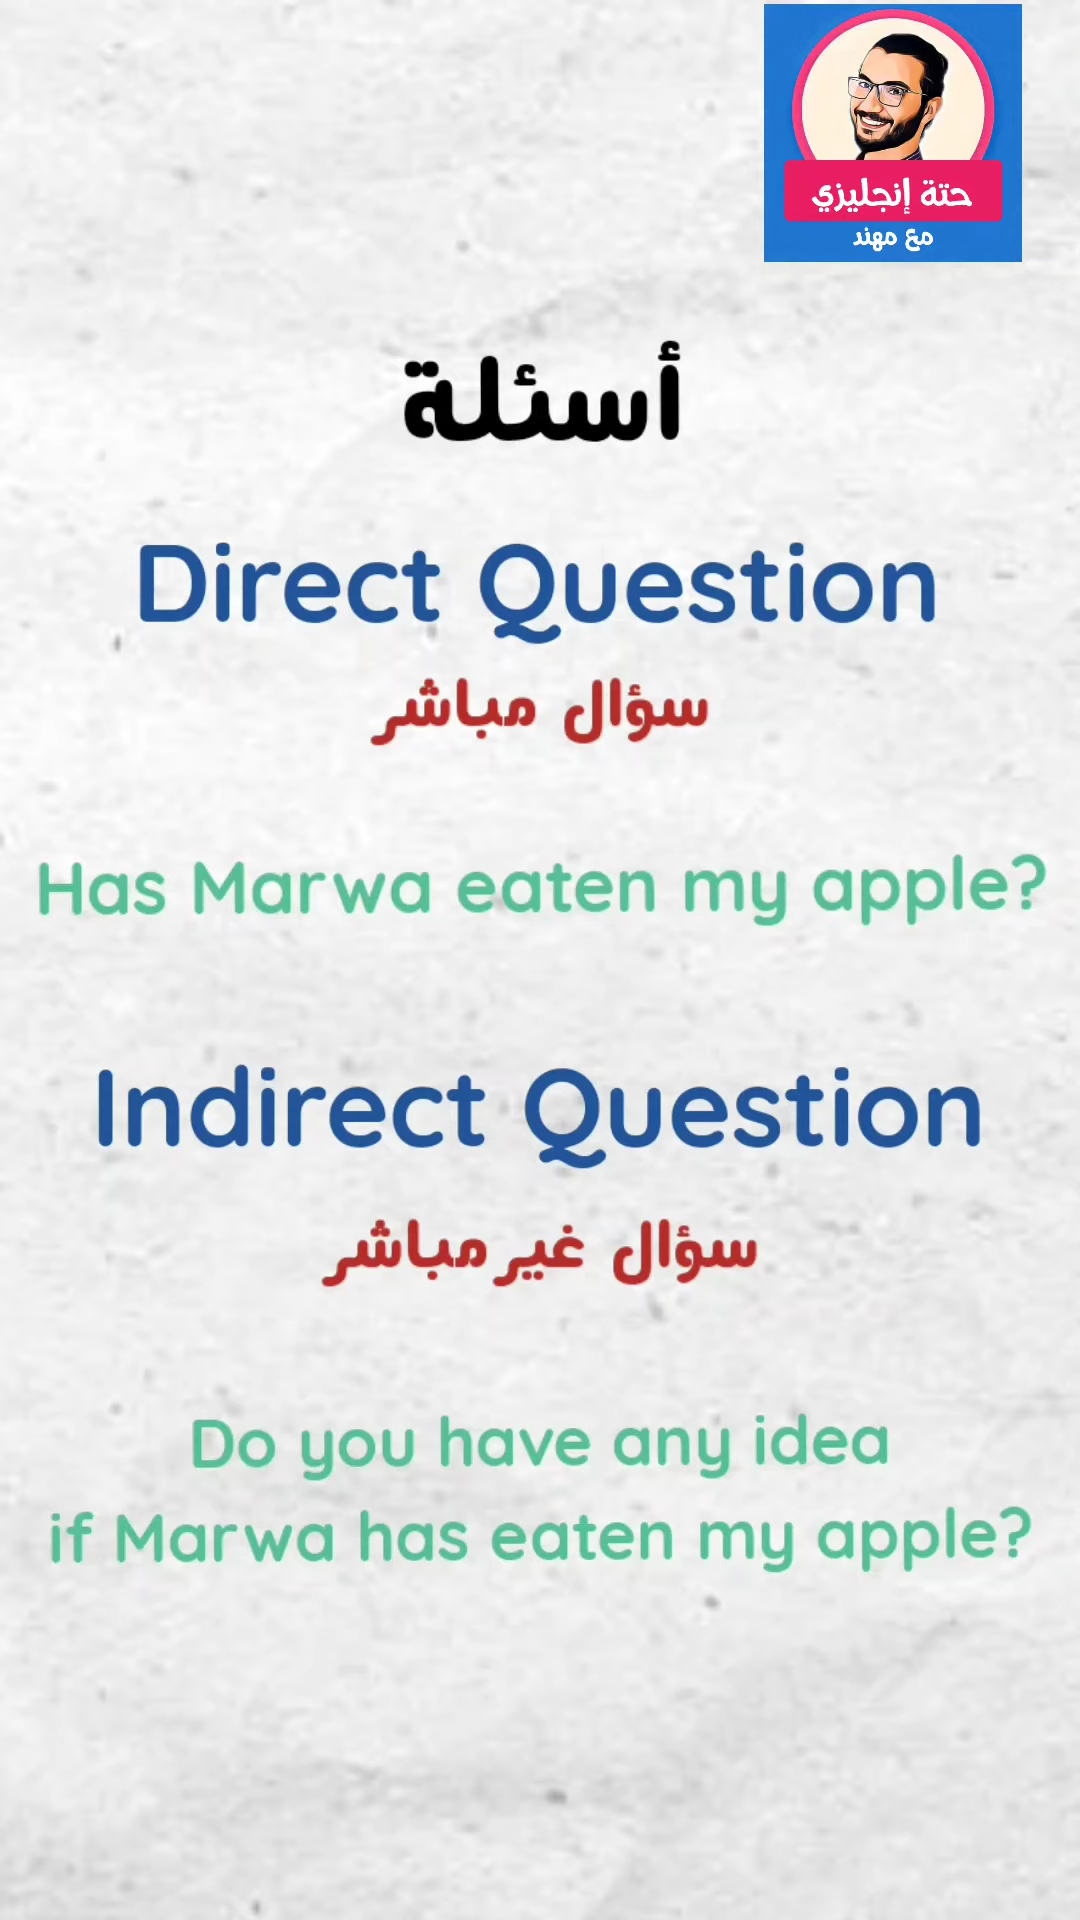 حتة إنجليزي
مع مهند
أسئلة
Direct Question
سؤال مباشر
Has Marwa eaten my apple?
Indirect Question
سؤال غير مباشر
Do you have any idea
if Marwa has eaten my apple?